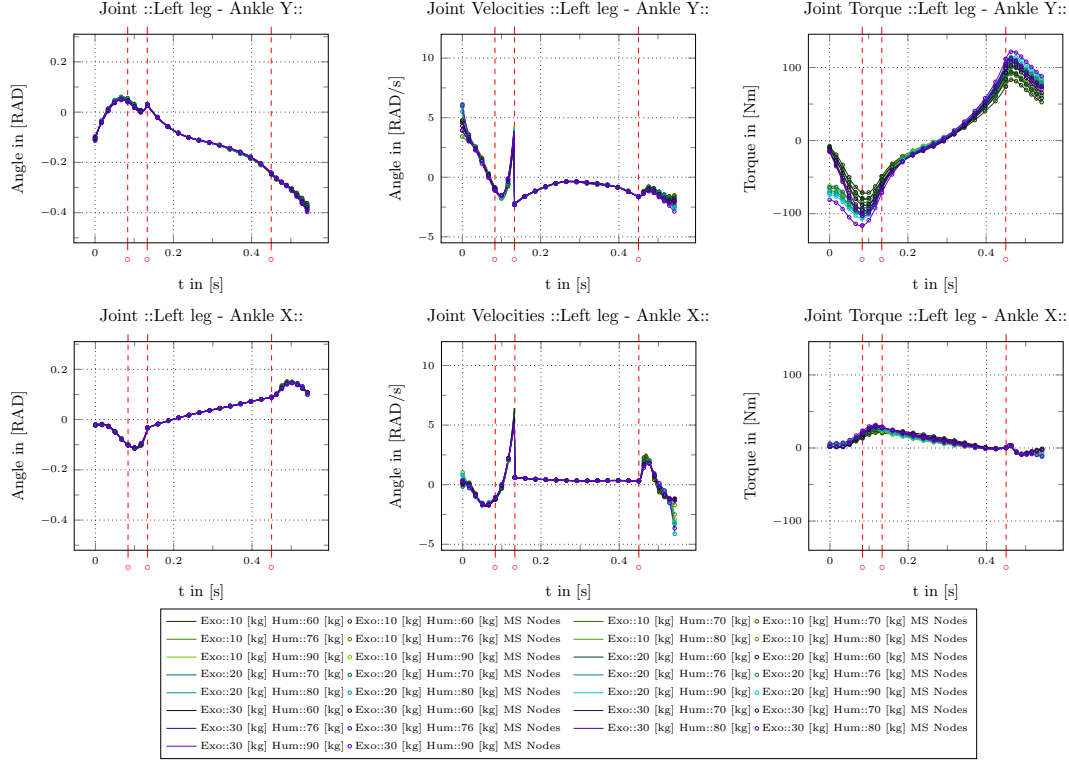 Joint ::Left leg - Ankle Y::
Joint Velocities ::Left leg - Ankle Y::
Joint Torque ::Left leg - Ankle Y::
Angle in [RAD]
0.2
0
−0.2
−0.4
0
0.2
0.4
t in [s]
Angle in [RAD/s]
10
5
0
−5
0
0.2
0.4
t in [s]
Torque in [Nm]
100
0
−100
0
0.2
0.4
t in [s]
Joint ::Left leg - Ankle X::
Joint Velocities ::Left leg - Ankle X::
Joint Torque ::Left leg - Ankle X::
Angle in [RAD]
0.2
0
−0.2
−0.4
0
0.2
0.4
t in [s]
Angle in [RAD/s]
10
5
0
−5
0
0.2
0.4
t in [s]
Torque in [Nm]
100
0
−100
0
0.2
0.4
t in [s]
Exo::10 [kg] Hum::60 [kg] Exo::10 [kg] Hum::60 [kg] MS Nodes Exo::10 [kg] Hum::70 [kg] Exo::10 [kg] Hum::70 [kg] MS Nodes
Exo::10 [kg] Hum::76 [kg] Exo::10 [kg] Hum::76 [kg] MS Nodes Exo::10 [kg] Hum::80 [kg] Exo::10 [kg] Hum::80 [kg] MS Nodes
Exo::10 [kg] Hum::90 [kg] Exo::10 [kg] Hum::90 [kg] MS Nodes Exo::20 [kg] Hum::60 [kg] Exo::20 [kg] Hum::60 [kg] MS Nodes
Exo::20 [kg] Hum::70 [kg] Exo::20 [kg] Hum::70 [kg] MS Nodes Exo::20 [kg] Hum::76 [kg] Exo::20 [kg] Hum::76 [kg] MS Nodes
Exo::20 [kg] Hum::80 [kg] Exo::20 [kg] Hum::80 [kg] MS Nodes Exo::20 [kg] Hum::90 [kg] Exo::20 [kg] Hum::90 [kg] MS Nodes
Exo::30 [kg] Hum::60 [kg] Exo::30 [kg] Hum::60 [kg] MS Nodes Exo::30 [kg] Hum::70 [kg] Exo::30 [kg] Hum::70 [kg] MS Nodes
Exo::30 [kg] Hum::76 [kg] Exo::30 [kg] Hum::76 [kg] MS Nodes Exo::30 [kg] Hum::80 [kg] Exo::30 [kg] Hum::80 [kg] MS Nodes
Exo::30 [kg] Hum::90 [kg] Exo::30 [kg] Hum::90 [kg] MS Nodes